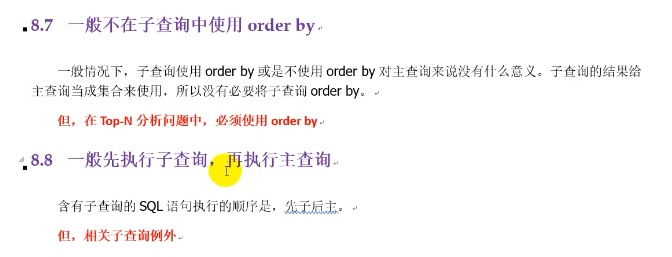 8.7 一般不在子查询中使用 order by
一般情况下，子查询使用 order by 或是不使用 order by 对主查询来说没有什么意义。子查询的结果给
主查询当成集合来使用，所以没有必要将子查询 order by。
但，在 Top-N 分析问题中，必须使用 order by
8.8 一般先执行子查询，再执行主查询
含有子查询的 SQL 语句执行的顺序是，先子后主。
但，相关子查询例外